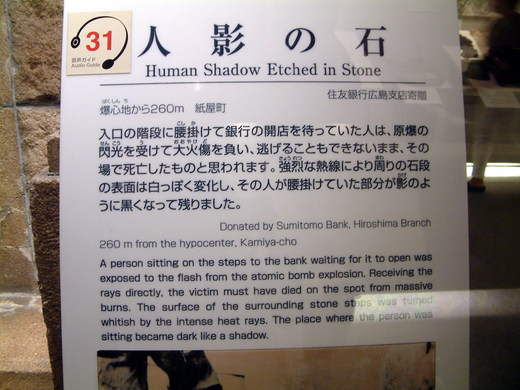 31
音声ガイド
Audio Guide
人影の石
Human Shadow Etched in Stone
爆心地から260m 紙屋町
住友銀行広島支店寄贈
入口の階段に腰掛けて銀行の開店を待っていた人は、原爆の
閃光を受けて大火傷を負い、逃げることもできないまま、その
場で死亡したものと思われます。強烈な熱線により周りの石段
の表面は白っぽく変化し、その人が腰掛けていた部分が影のよ
うに黒くなって残りました。
Donated by Sumitomo Bank, Hiroshima Branch
260 m from the hypocenter, Kamiya-cho
A person sitting on the steps to the bank waiting for it to open was
exposed to the flash from the atomic bomb explosion. Receiving the
rays directly, the victim must have died on the spot from massive
burns. The surface of the surrounding stone steps was turned
whitish by the intense heat rays. The place where the person was
sitting became dark like a shadow.